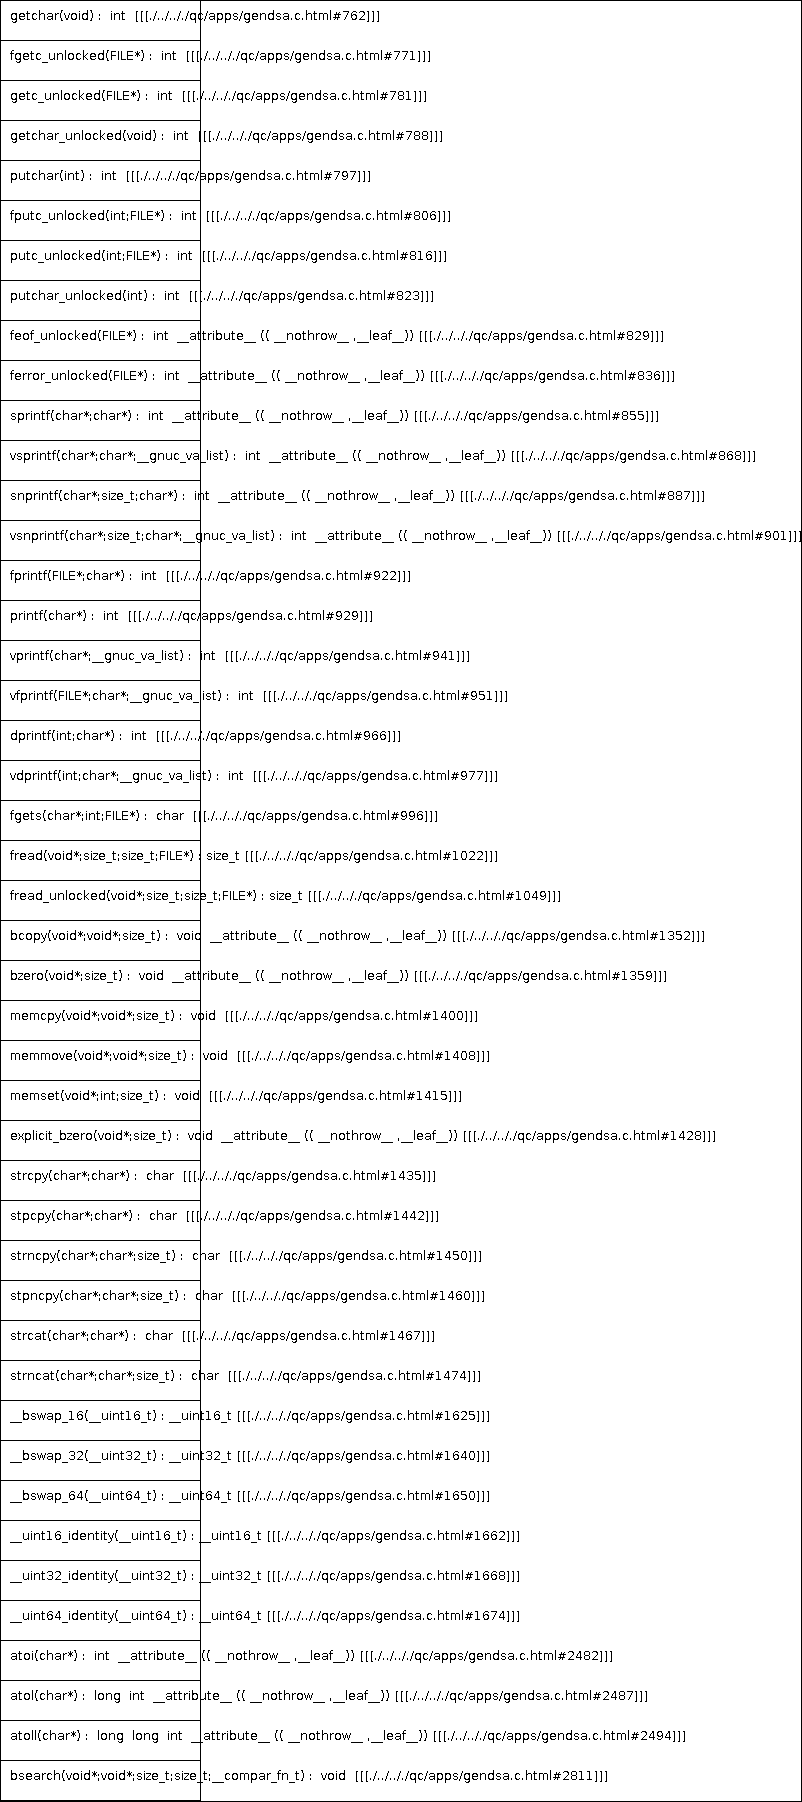 getchar(void) : int [[[./../../../qc/apps/gendsa.c.html#762]]]
fgetc_unlocked(FILE*) : int [[[./../../../qc/apps/gendsa.c.html#771]]]
getc_unlocked(FILE*) : int [[[./../../../qc/apps/gendsa.c.html#781]]]
getchar_unlocked(void) : int [[[./../../../qc/apps/gendsa.c.html#788]]]
putchar(int) : int [[[./../../../qc/apps/gendsa.c.html#797]]]
fputc_unlocked(int;FILE*) : int [[[./../../../qc/apps/gendsa.c.html#806]]]
putc_unlocked(int;FILE*) : int [[[./../../../qc/apps/gendsa.c.html#816]]]
putchar_unlocked(int) : int [[[./../../../qc/apps/gendsa.c.html#823]]]
feof_unlocked(FILE*) : int __attribute__ (( __nothrow__ ,__leaf__)) [[[./../../../qc/apps/gendsa.c.html#829]]]
ferror_unlocked(FILE*) : int __attribute__ (( __nothrow__ ,__leaf__)) [[[./../../../qc/apps/gendsa.c.html#836]]]
sprintf(char*;char*) : int __attribute__ (( __nothrow__ ,__leaf__)) [[[./../../../qc/apps/gendsa.c.html#855]]]
vsprintf(char*;char*;__gnuc_va_list) : int __attribute__ (( __nothrow__ ,__leaf__)) [[[./../../../qc/apps/gendsa.c.html#868]]]
snprintf(char*;size_t;char*) : int __attribute__ (( __nothrow__ ,__leaf__)) [[[./../../../qc/apps/gendsa.c.html#887]]]
vsnprintf(char*;size_t;char*;__gnuc_va_list) : int __attribute__ (( __nothrow__ ,__leaf__)) [[[./../../../qc/apps/gendsa.c.html#901]]]
fprintf(FILE*;char*) : int [[[./../../../qc/apps/gendsa.c.html#922]]]
printf(char*) : int [[[./../../../qc/apps/gendsa.c.html#929]]]
vprintf(char*;__gnuc_va_list) : int [[[./../../../qc/apps/gendsa.c.html#941]]]
vfprintf(FILE*;char*;__gnuc_va_list) : int [[[./../../../qc/apps/gendsa.c.html#951]]]
dprintf(int;char*) : int [[[./../../../qc/apps/gendsa.c.html#966]]]
vdprintf(int;char*;__gnuc_va_list) : int [[[./../../../qc/apps/gendsa.c.html#977]]]
fgets(char*;int;FILE*) : char [[[./../../../qc/apps/gendsa.c.html#996]]]
fread(void*;size_t;size_t;FILE*) : size_t [[[./../../../qc/apps/gendsa.c.html#1022]]]
fread_unlocked(void*;size_t;size_t;FILE*) : size_t [[[./../../../qc/apps/gendsa.c.html#1049]]]
bcopy(void*;void*;size_t) : void __attribute__ (( __nothrow__ ,__leaf__)) [[[./../../../qc/apps/gendsa.c.html#1352]]]
bzero(void*;size_t) : void __attribute__ (( __nothrow__ ,__leaf__)) [[[./../../../qc/apps/gendsa.c.html#1359]]]
memcpy(void*;void*;size_t) : void [[[./../../../qc/apps/gendsa.c.html#1400]]]
memmove(void*;void*;size_t) : void [[[./../../../qc/apps/gendsa.c.html#1408]]]
memset(void*;int;size_t) : void [[[./../../../qc/apps/gendsa.c.html#1415]]]
explicit_bzero(void*;size_t) : void __attribute__ (( __nothrow__ ,__leaf__)) [[[./../../../qc/apps/gendsa.c.html#1428]]]
strcpy(char*;char*) : char [[[./../../../qc/apps/gendsa.c.html#1435]]]
stpcpy(char*;char*) : char [[[./../../../qc/apps/gendsa.c.html#1442]]]
strncpy(char*;char*;size_t) : char [[[./../../../qc/apps/gendsa.c.html#1450]]]
stpncpy(char*;char*;size_t) : char [[[./../../../qc/apps/gendsa.c.html#1460]]]
strcat(char*;char*) : char [[[./../../../qc/apps/gendsa.c.html#1467]]]
strncat(char*;char*;size_t) : char [[[./../../../qc/apps/gendsa.c.html#1474]]]
__bswap_16(__uint16_t) : __uint16_t [[[./../../../qc/apps/gendsa.c.html#1625]]]
__bswap_32(__uint32_t) : __uint32_t [[[./../../../qc/apps/gendsa.c.html#1640]]]
__bswap_64(__uint64_t) : __uint64_t [[[./../../../qc/apps/gendsa.c.html#1650]]]
__uint16_identity(__uint16_t) : __uint16_t [[[./../../../qc/apps/gendsa.c.html#1662]]]
__uint32_identity(__uint32_t) : __uint32_t [[[./../../../qc/apps/gendsa.c.html#1668]]]
__uint64_identity(__uint64_t) : __uint64_t [[[./../../../qc/apps/gendsa.c.html#1674]]]
atoi(char*) : int __attribute__ (( __nothrow__ ,__leaf__)) [[[./../../../qc/apps/gendsa.c.html#2482]]]
atol(char*) : long int __attribute__ (( __nothrow__ ,__leaf__)) [[[./../../../qc/apps/gendsa.c.html#2487]]]
atoll(char*) : long long int __attribute__ (( __nothrow__ ,__leaf__)) [[[./../../../qc/apps/gendsa.c.html#2494]]]
bsearch(void*;void*;size_t;size_t;__compar_fn_t) : void [[[./../../../qc/apps/gendsa.c.html#2811]]]